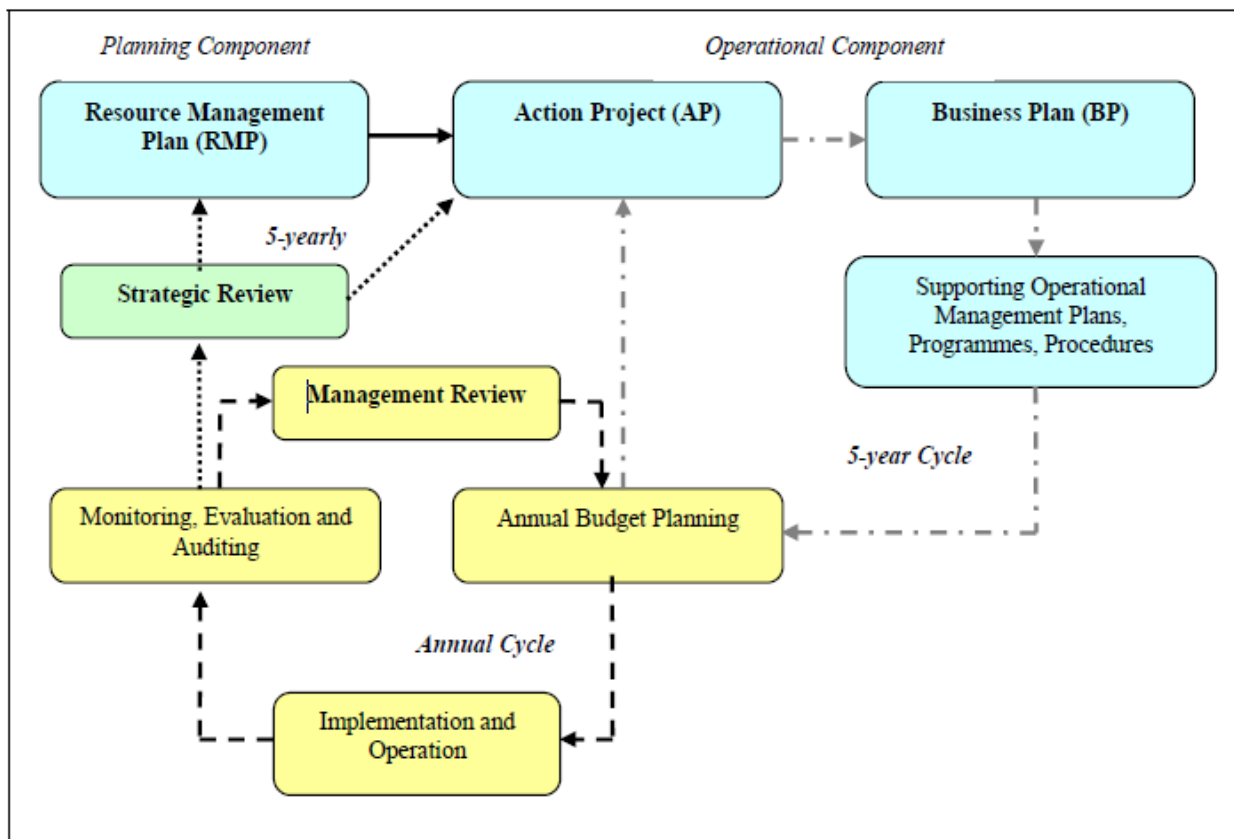 Planning Component
Operational Component
Resource Management
Plan (RMP)
Action Project (AP)
Business Plan (BP)
5-yearly
Strategic Review
Supporting Operational
Management Plans,
Programmes, Procedures
Management Review
5-year Cycle
Monitoring, Evaluation and
Auditing
Annual Budget Planning
Annual Cycle
Implementation and
Operation